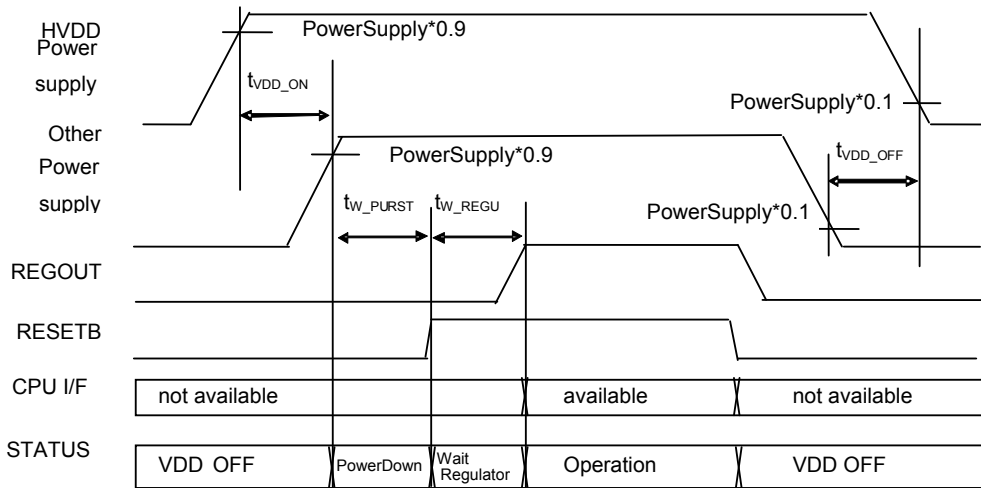 HVDD
Power
supply
PowerSupply*0.9
tVDD_ON
PowerSupply*0.1
Other
Power
supply
PowerSupply*0.9
tVDD_OFF
tW_PURST
tW_REGU
PowerSupply*0.1
REGOUT
RESETB
CPU I/F
not available
available
not available
STATUS
VDD OFF
PowerDown
Wait
Regulator
Operation
VDD OFF